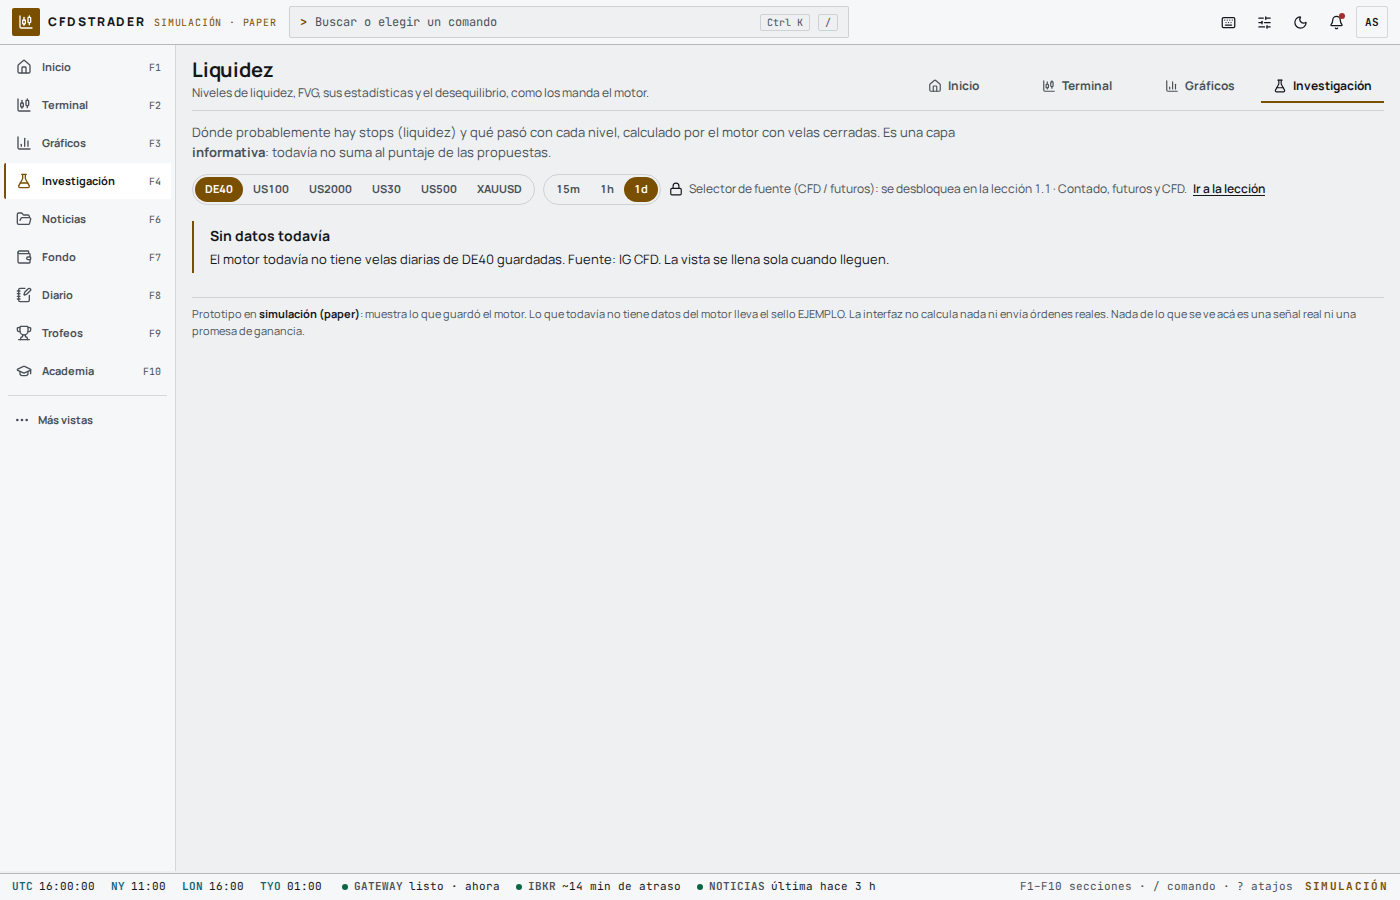 CFDSTRADER SIMULACIÓN · PAPER
> Buscar o elegir un comando Ctrl K /
AS
Inicio F1
Terminal F2
Gráficos F3
Investigación F4
Noticias F6
Fondo F7
Diario F8
Trofeos F9
Academia F10
Más vistas
Liquidez
Niveles de liquidez, FVG, sus estadísticas y el desequilibrio, como los manda el motor.
Inicio Terminal Gráficos Investigación
Dónde probablemente hay stops (liquidez) y qué pasó con cada nivel, calculado por el motor con velas cerradas. Es una capa
informativa: todavía no suma al puntaje de las propuestas.
DE40 US100 US2000 US30 US500 XAUUSD 15m 1h 1d Selector de fuente (CFD / futuros): se desbloquea en la lección 1.1 · Contado, futuros y CFD. Ir a la lección
Sin datos todavía
El motor todavía no tiene velas diarias de DE40 guardadas. Fuente: IG CFD. La vista se llena sola cuando lleguen.
Prototipo en simulación (paper): muestra lo que guardó el motor. Lo que todavía no tiene datos del motor lleva el sello EJEMPLO. La interfaz no calcula nada ni envía órdenes reales. Nada de lo que se ve acá es una señal real ni una
promesa de ganancia.
UTC 16:00:00 NY 11:00 LON 16:00 TYO 01:00 GATEWAY listo · ahora IBKR ~14 min de atraso NOTICIAS última hace 3 h F1–F10 secciones · / comando · ? atajos SIMULACIÓN